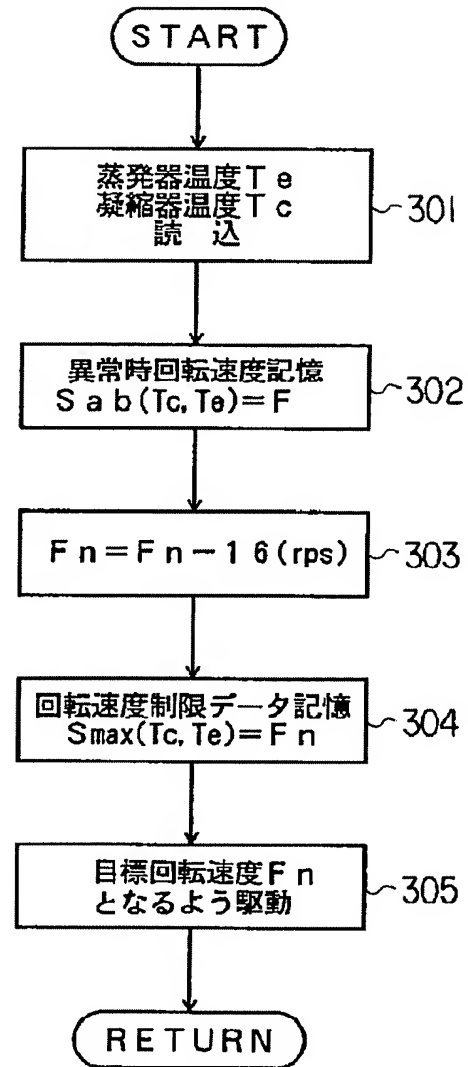 START
蒸発器温度Te
凝縮器温度Tc
読 込
301
異常時回転速度記憶
Sab(Tc,Te)=F
302
Fn=Fn-16(rps)
303
回転速度制限データ記憶
Smax(Tc,Te)=Fn
304
目標回転速度Fn
となるよう駆動
305
RETURN